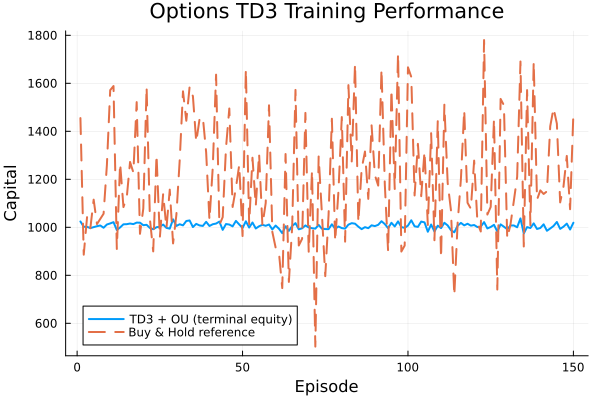 Options TD3 Training Performance
Capital
1800
1600
1400
1200
1000
800
600
TD3 + OU (terminal equity)
Buy & Hold reference
0
50
100
150
Episode